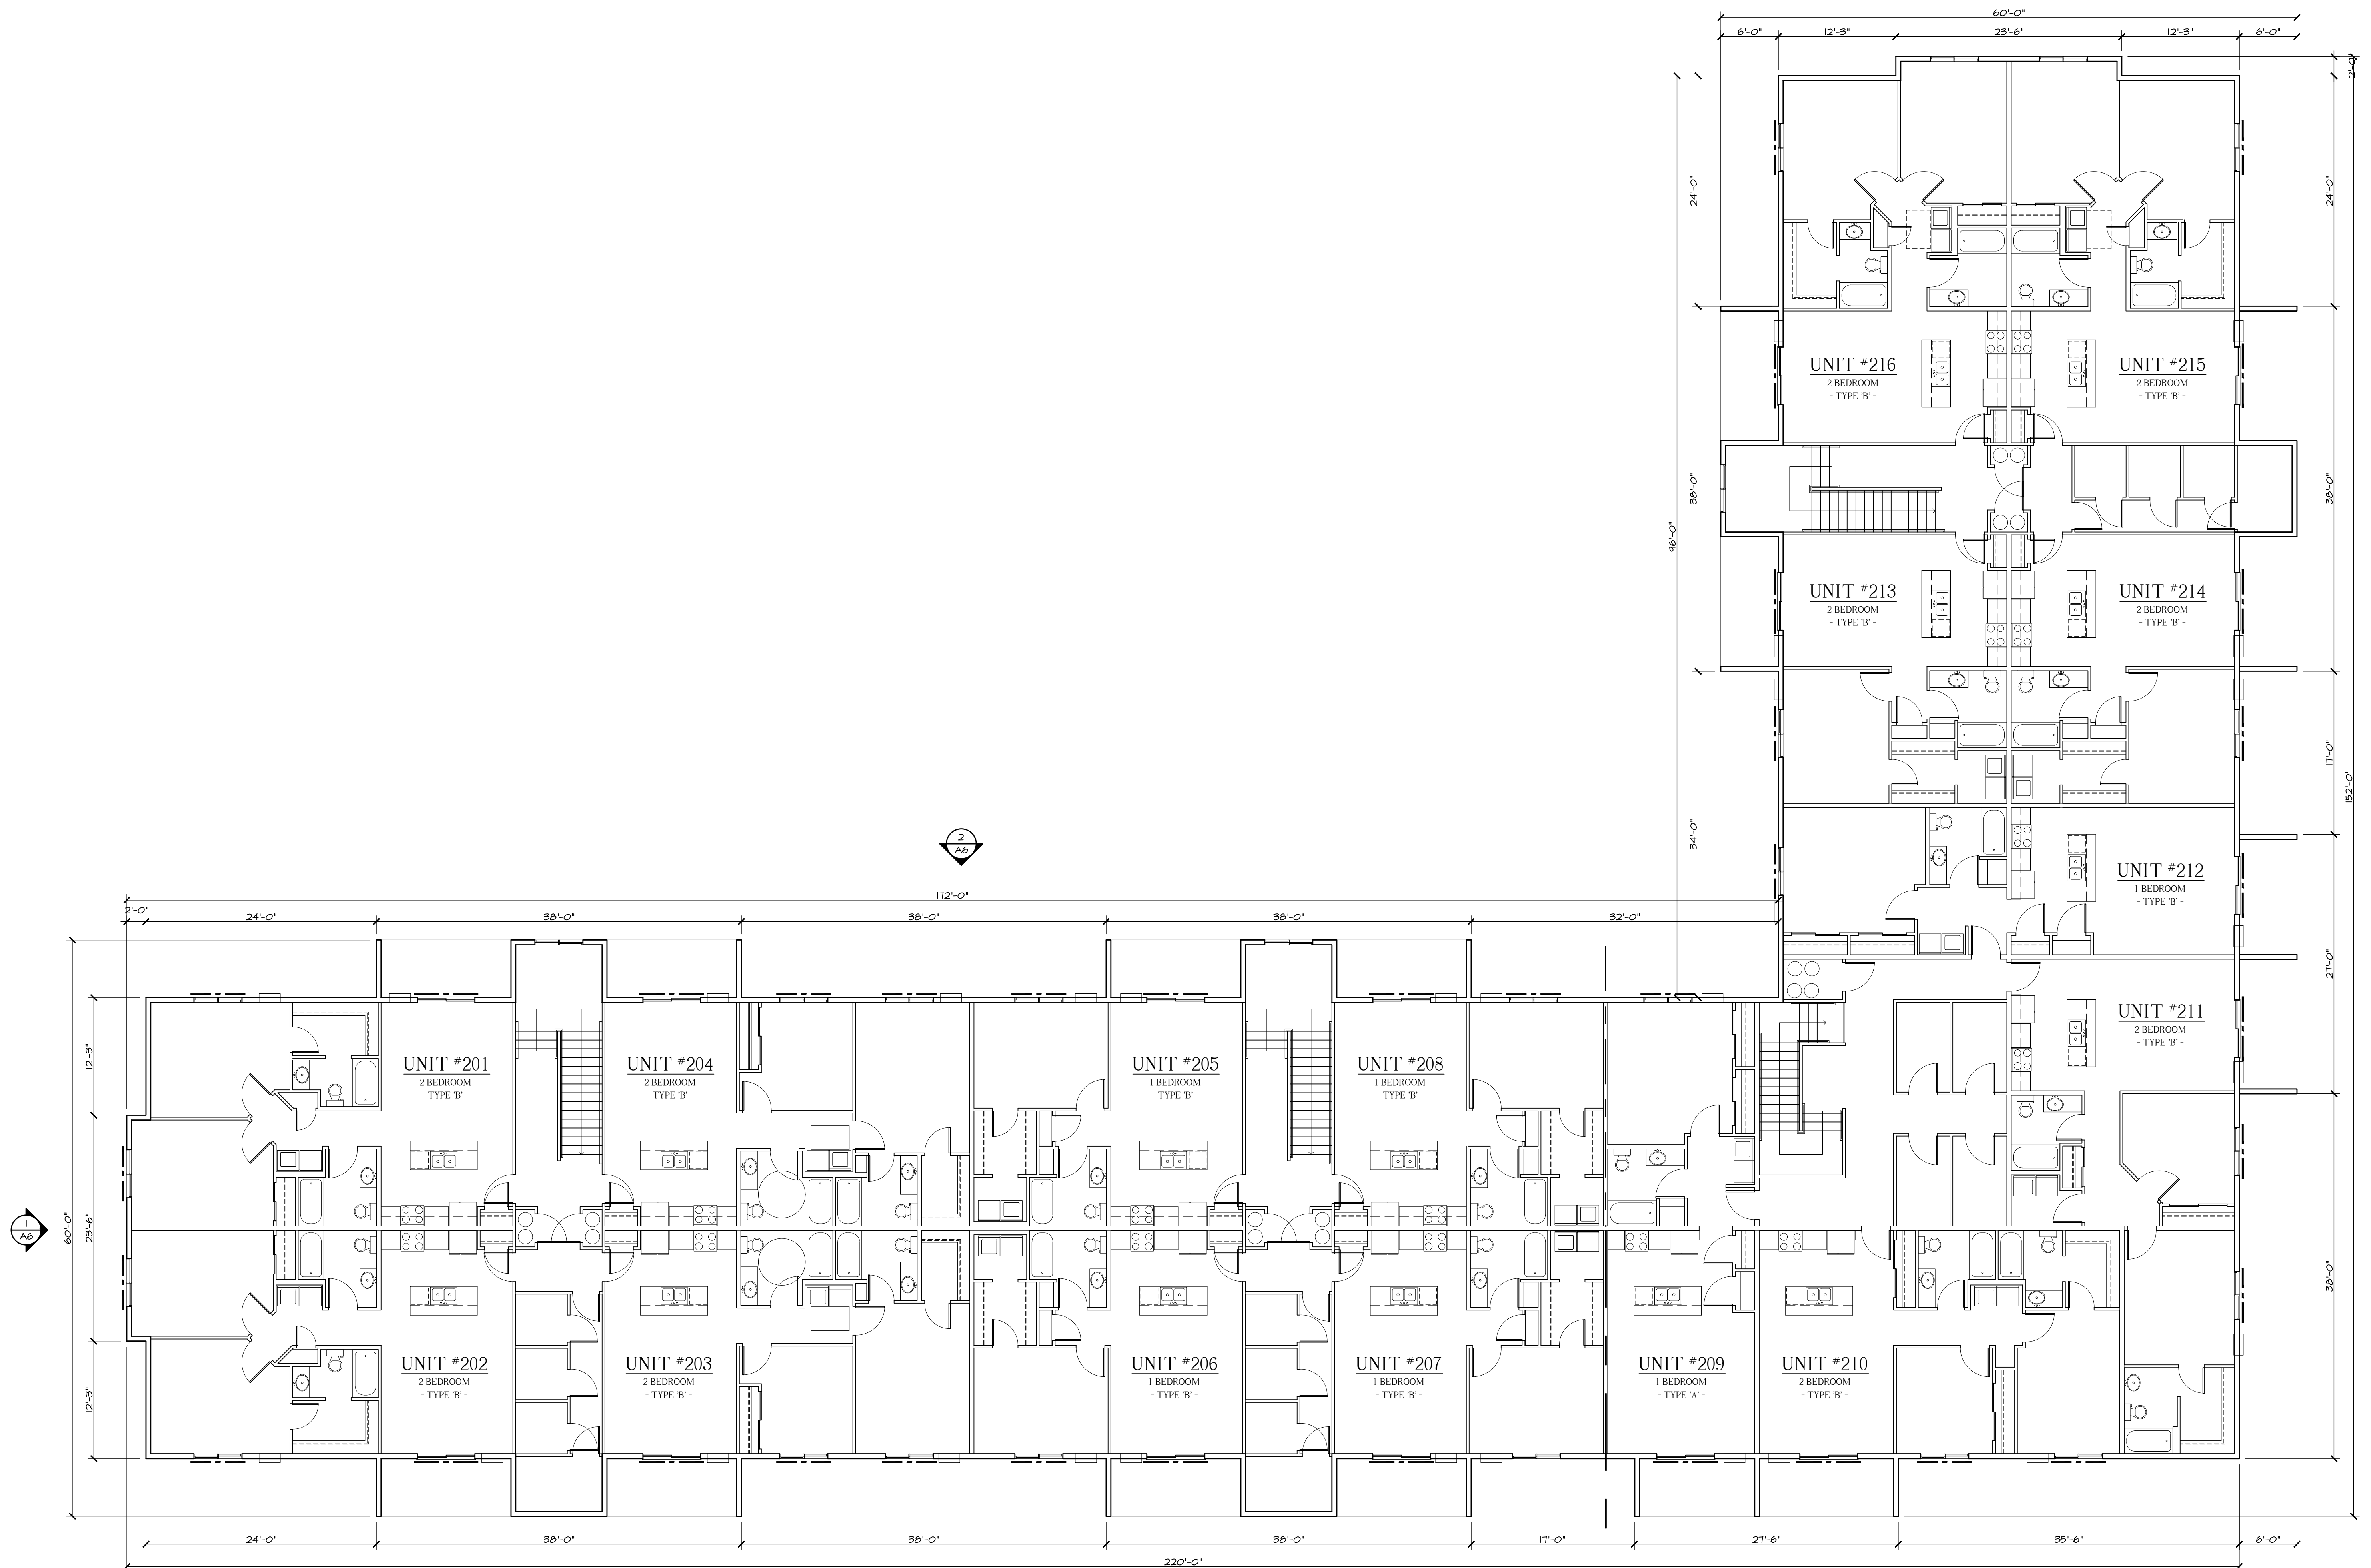 60'-0"
6'-0" 12'-3" 23'-6" 12'-3" 6'-0"
2'-0"
24'-0"
24'-0"
UNIT #216
2 BEDROOM
- TYPE 'B' -
UNIT #215
2 BEDROOM
- TYPE 'B' -
96'-0"
38'-0"
38'-0"
UNIT #213
2 BEDROOM
- TYPE 'B' -
UNIT #214
2 BEDROOM
- TYPE 'B' -
17'-0"
152'-0"
34'-0"
2
A6
UNIT #212
1 BEDROOM
- TYPE 'B' -
172'-0"
2'-0" 24'-0" 38'-0" 38'-0" 38'-0" 32'-0"
27'-0"
UNIT #211
2 BEDROOM
- TYPE 'B' -
12'-3"
UNIT #201
2 BEDROOM
- TYPE 'B' -
UNIT #204
2 BEDROOM
- TYPE 'B' -
UNIT #205
1 BEDROOM
- TYPE 'B' -
UNIT #208
1 BEDROOM
- TYPE 'B' -
1
A6
60'-0"
23'-6"
38'-0"
UNIT #202
2 BEDROOM
- TYPE 'B' -
UNIT #203
2 BEDROOM
- TYPE 'B' -
UNIT #206
1 BEDROOM
- TYPE 'B' -
UNIT #207
1 BEDROOM
- TYPE 'B' -
UNIT #209
1 BEDROOM
- TYPE 'A' -
UNIT #210
2 BEDROOM
- TYPE 'B' -
12'-3"
24'-0" 38'-0" 38'-0" 38'-0" 17'-0" 27'-6" 35'-6" 6'-0"
220'-0"